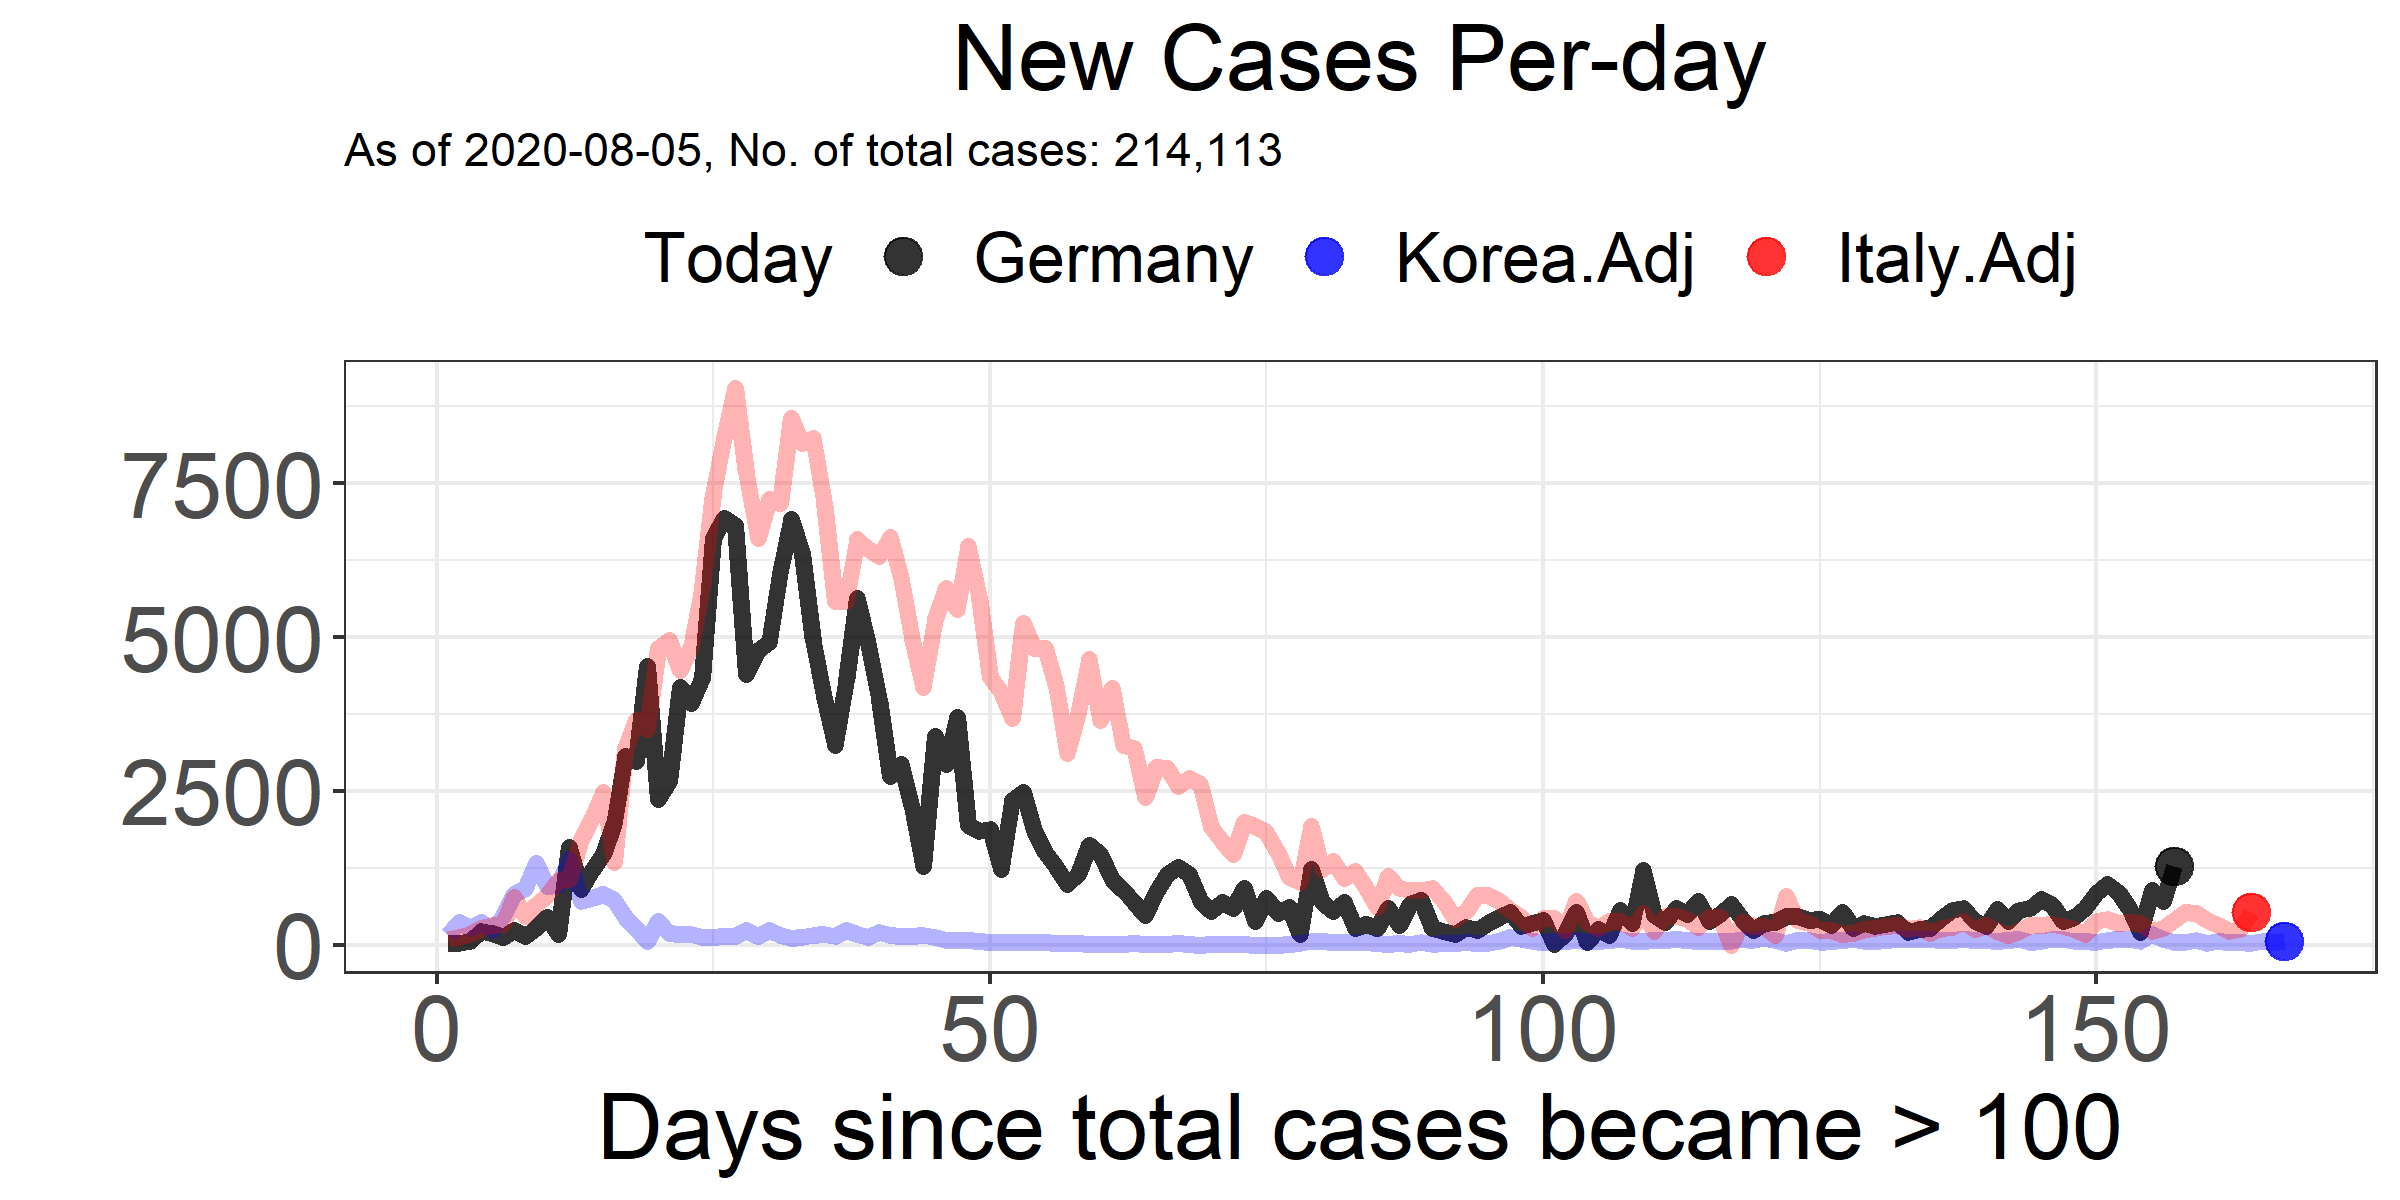 New Cases Per-day
As of 2020-08-05, No. of total cases: 214,113
Today Germany Korea.Adj Italy.Adj
7500
5000
2500
0
0 50 100 150
Days since total cases became > 100